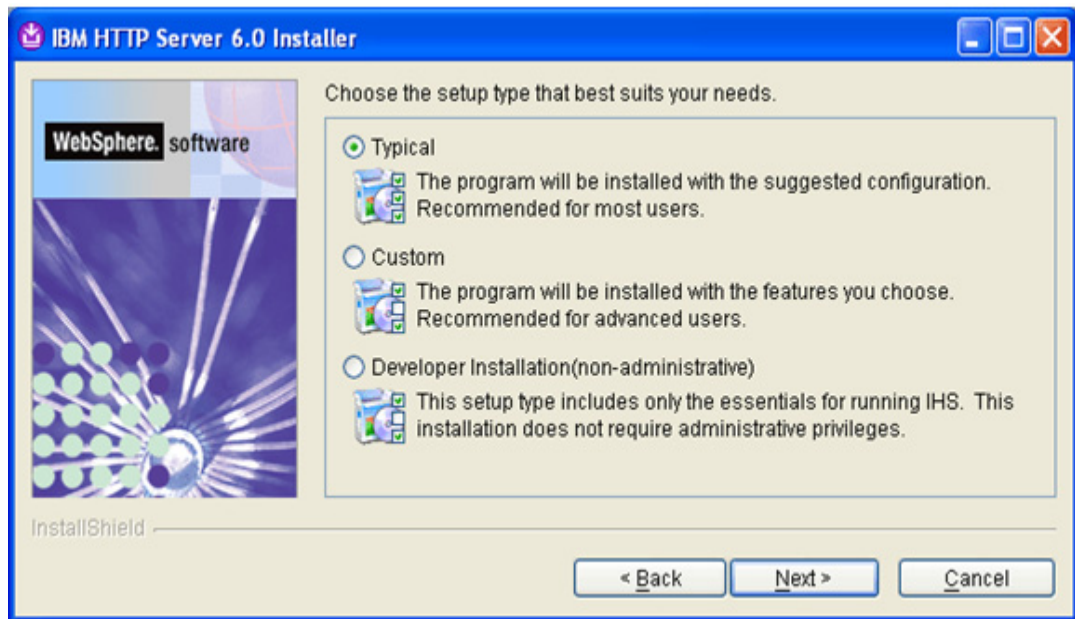 IBM HTTP Server 6.0 Installer
WebSphere. software
Choose the setup type that best suits your needs.
Typical
The program will be installed with the suggested configuration.
Recommended for most users.
Custom
The program will be installed with the features you choose.
Recommended for advanced users.
Developer Installation(non-administrative)
This setup type includes only the essentials for running IHS. This
installation does not require administrative privileges.
InstallShield
< Back
Next >
Cancel